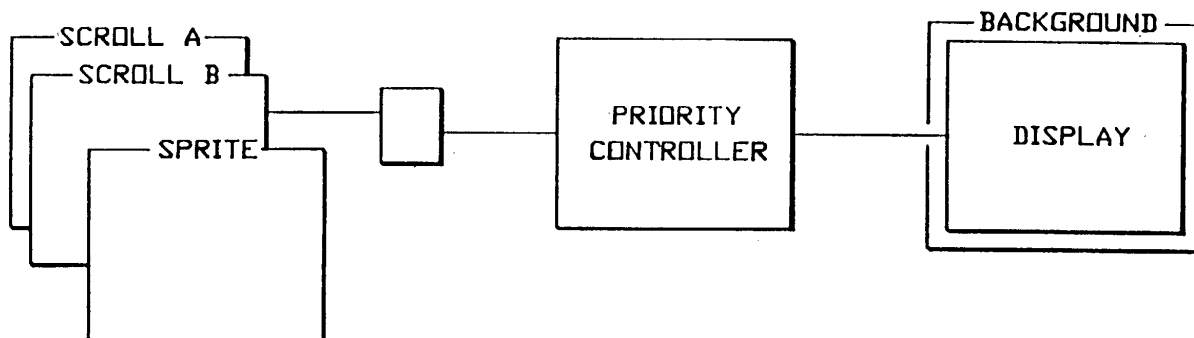 SCROLL A
SCROLL B
SPRITE
PRIORITY
CONTROLLER
BACKGROUND
DISPLAY